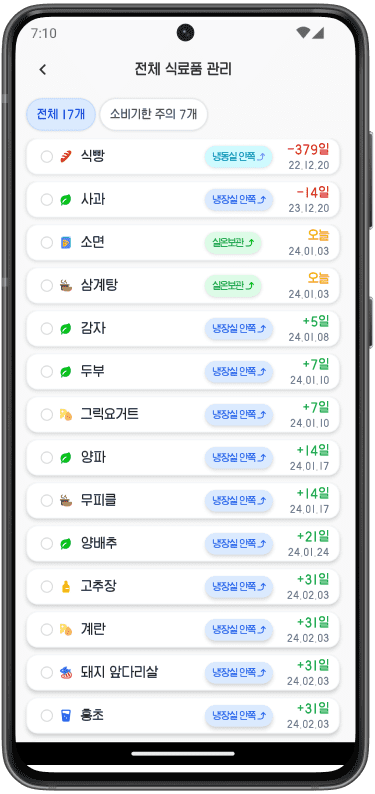 7:10
전체 식료품 관리
전체 17개 소비기한 주의 7개
식빵 냉동실 안쪽 -379일
22.12.20
사과 냉장실 안쪽 -14일
23.12.20
소면 실온보관 오늘
24.01.03
삼계탕 실온보관 오늘
24.01.03
감자 냉장실 안쪽 +5일
24.01.08
두부 냉장실 안쪽 +7일
24.01.10
그릭요거트 냉장실 안쪽 +7일
24.01.10
양파 냉장실 안쪽 +14일
24.01.17
무피클 냉장실 안쪽 +14일
24.01.17
양배추 냉장실 안쪽 +21일
24.01.24
고추장 냉장실 안쪽 +31일
24.02.03
계란 냉장실 안쪽 +31일
24.02.03
돼지 앞다리살 냉장실 안쪽 +31일
24.02.03
홍초 냉장실 안쪽 +31일
24.02.03